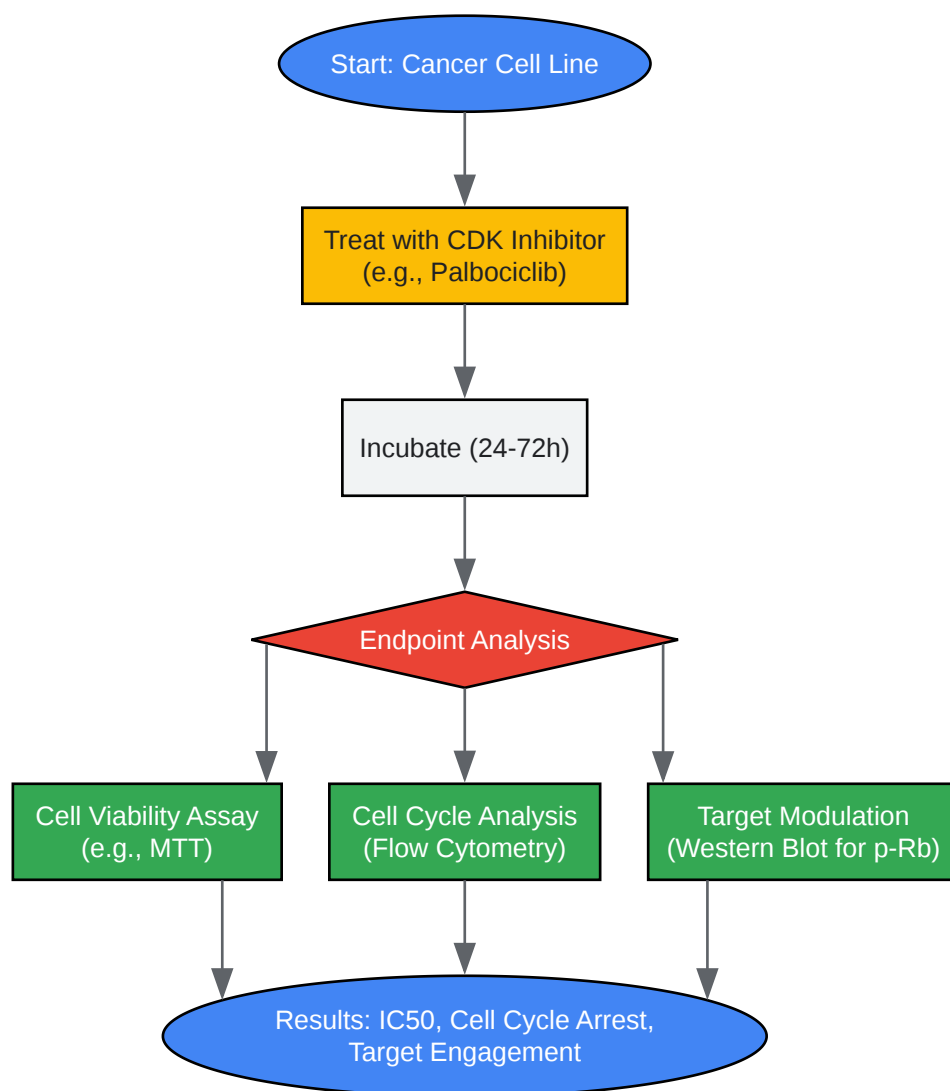 Start: Cancer Cell Line
Treat with CDK Inhibitor
(e.g., Palbociclib)
Incubate (24-72h)
Endpoint Analysis
Cell Viability Assay
(e.g., MTT)
Cell Cycle Analysis
(Flow Cytometry)
Target Modulation
(Western Blot for p-Rb)
Results: IC50, Cell Cycle Arrest,
Target Engagement